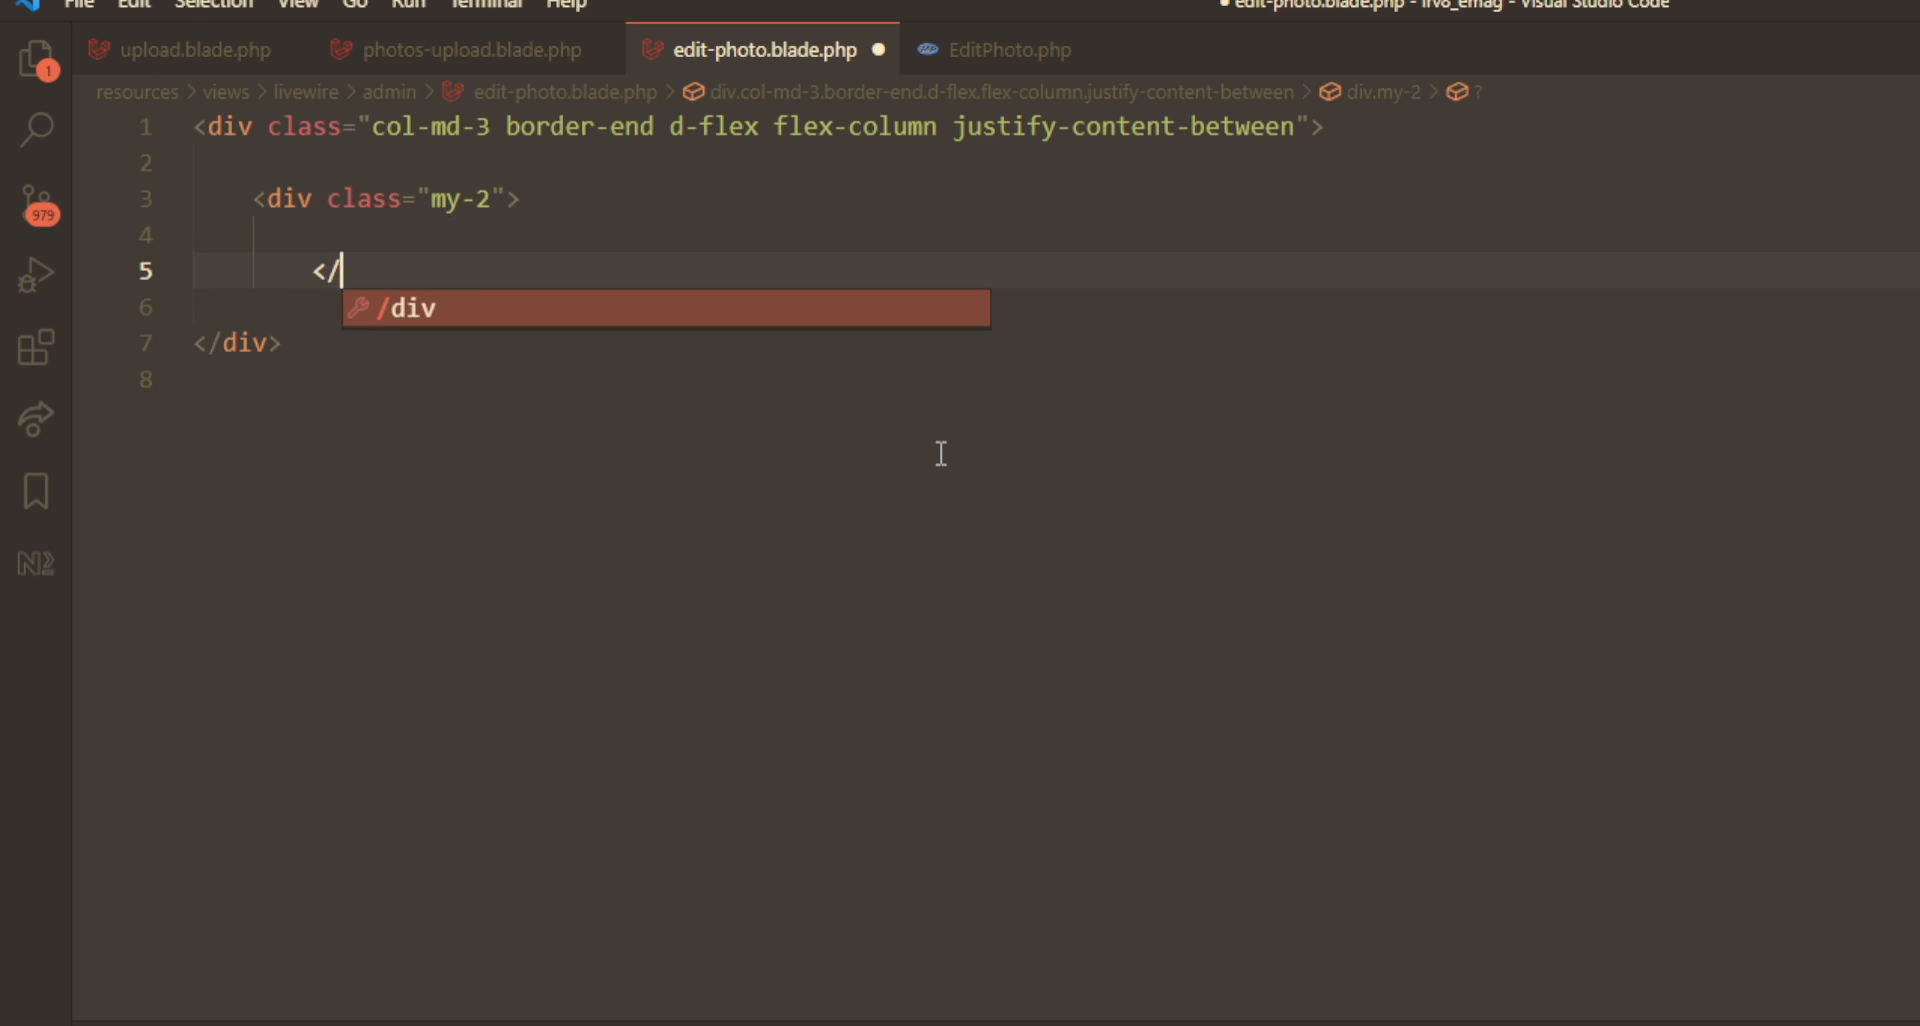 File Edit Selection View Go Run Terminal Help
● edit-photo.blade.php - lrv8_emag - Visual Studio Code
upload.blade.php photos-upload.blade.php edit-photo.blade.php ● EditPhoto.php
resources > views > livewire > admin > edit-photo.blade.php > div.col-md-3.border-end.d-flex.flex-column.justify-content-between > div.my-2 > ?
1 <div class="col-md-3 border-end d-flex flex-column justify-content-between">
2
3 <div class="my-2">
4
5 </
/div
6
7 </div>
8
1
979